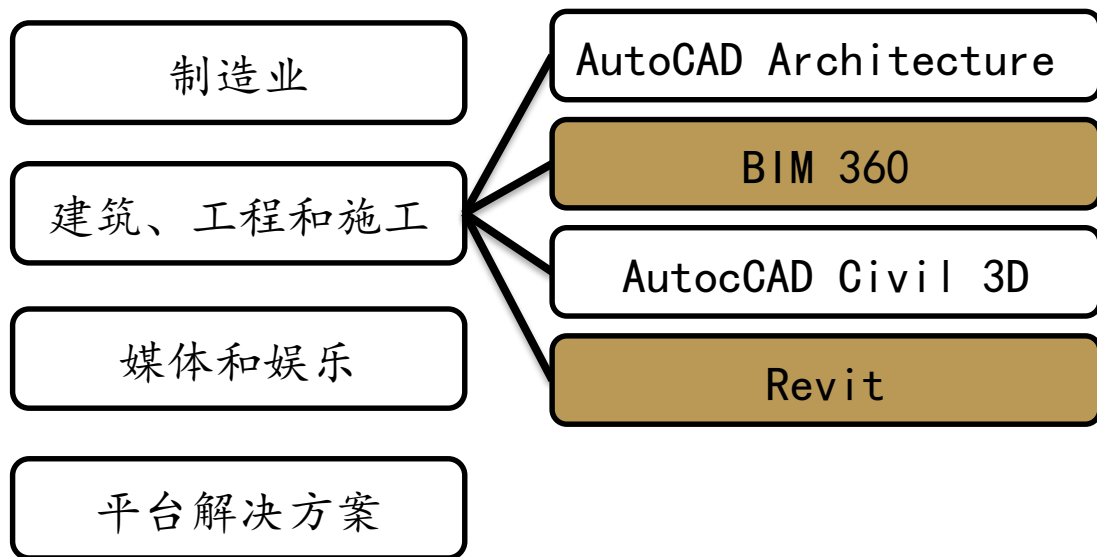 制造业
建筑、工程和施工
媒体和娱乐
平台解决方案
AutoCAD Architecture
BIM 360
AutocCAD Civil 3D
Revit